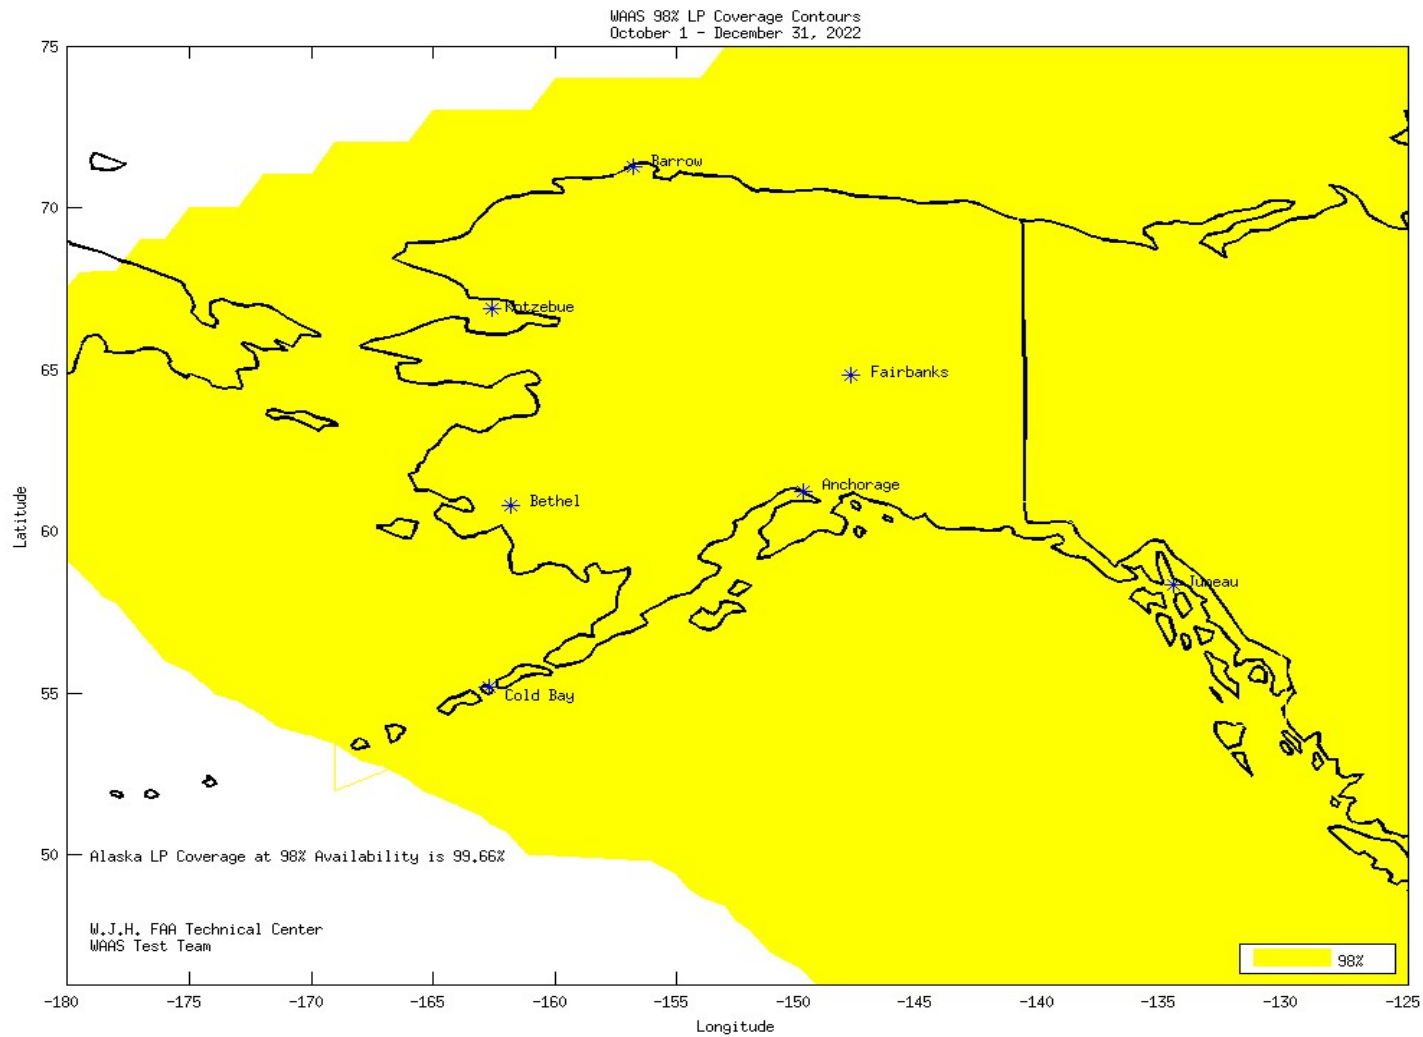 WAAS 98% LP Coverage Contours
October 1 - December 31, 2022
75
70
65
60
55
50
Latitude
Barrow
Kotzebue
Fairbanks
Bethel
Anchorage
Juneau
Cold Bay
Alaska LP Coverage at 98% Availability is 99.66%
W.J.H. FAA Technical Center
WAAS Test Team
98%
-180 -175 -170 -165 -160 -155 -150 -145 -140 -135 -130 -125
Longitude